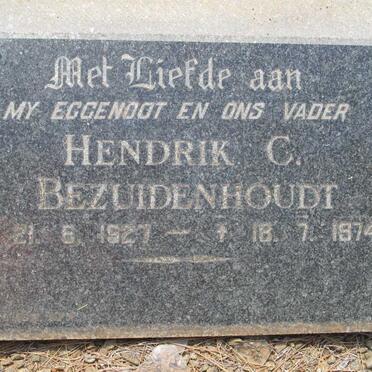 Met Liefde aan
MY EGGENOOT EN ONS VADER
HENDRIK C.
BEZUIDENHOUDT
21. 6. 1927 — † 18. 7. 1974